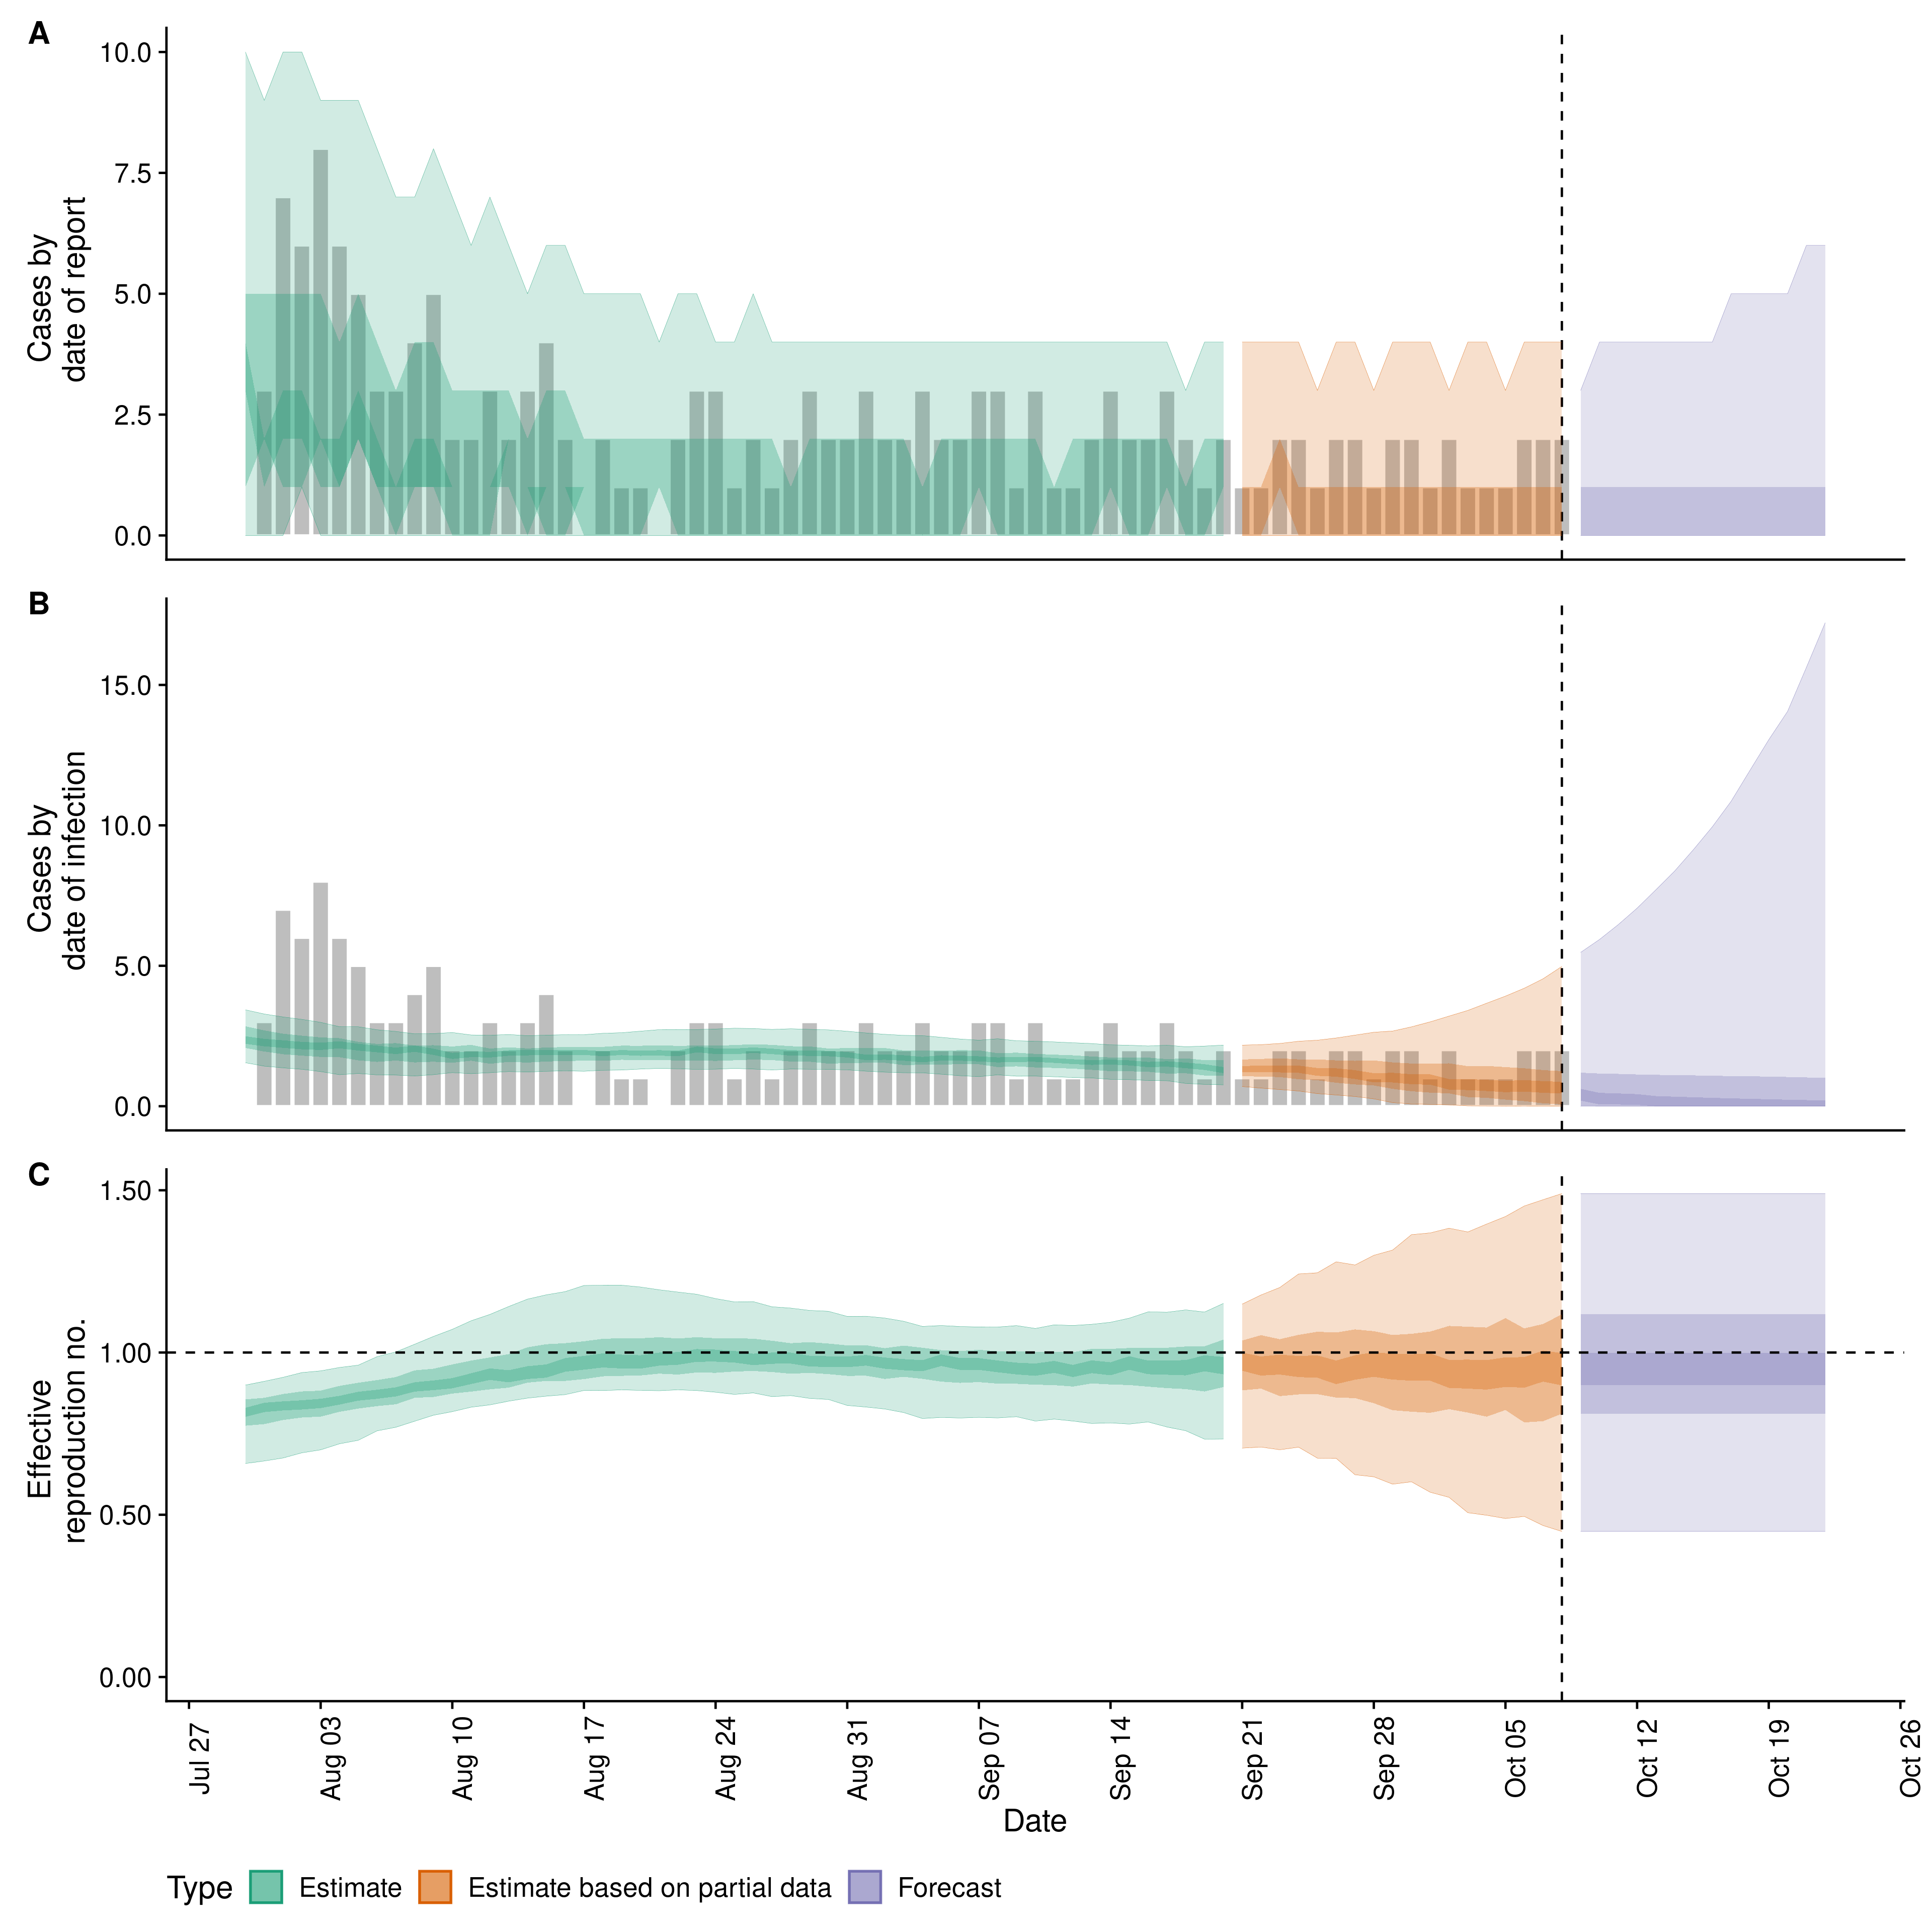 A
10.0
7.5
5.0
2.5
0.0
Cases by
date of report
B
15.0
10.0
5.0
0.0
Cases by
date of infection
C
1.50
1.00
0.50
0.00
Effective
reproduction no.
Jul 27
Aug 03
Aug 10
Aug 17
Aug 24
Aug 31
Sep 07
Sep 14
Sep 21
Sep 28
Oct 05
Oct 12
Oct 19
Oct 26
Date
Type Estimate Estimate based on partial data Forecast